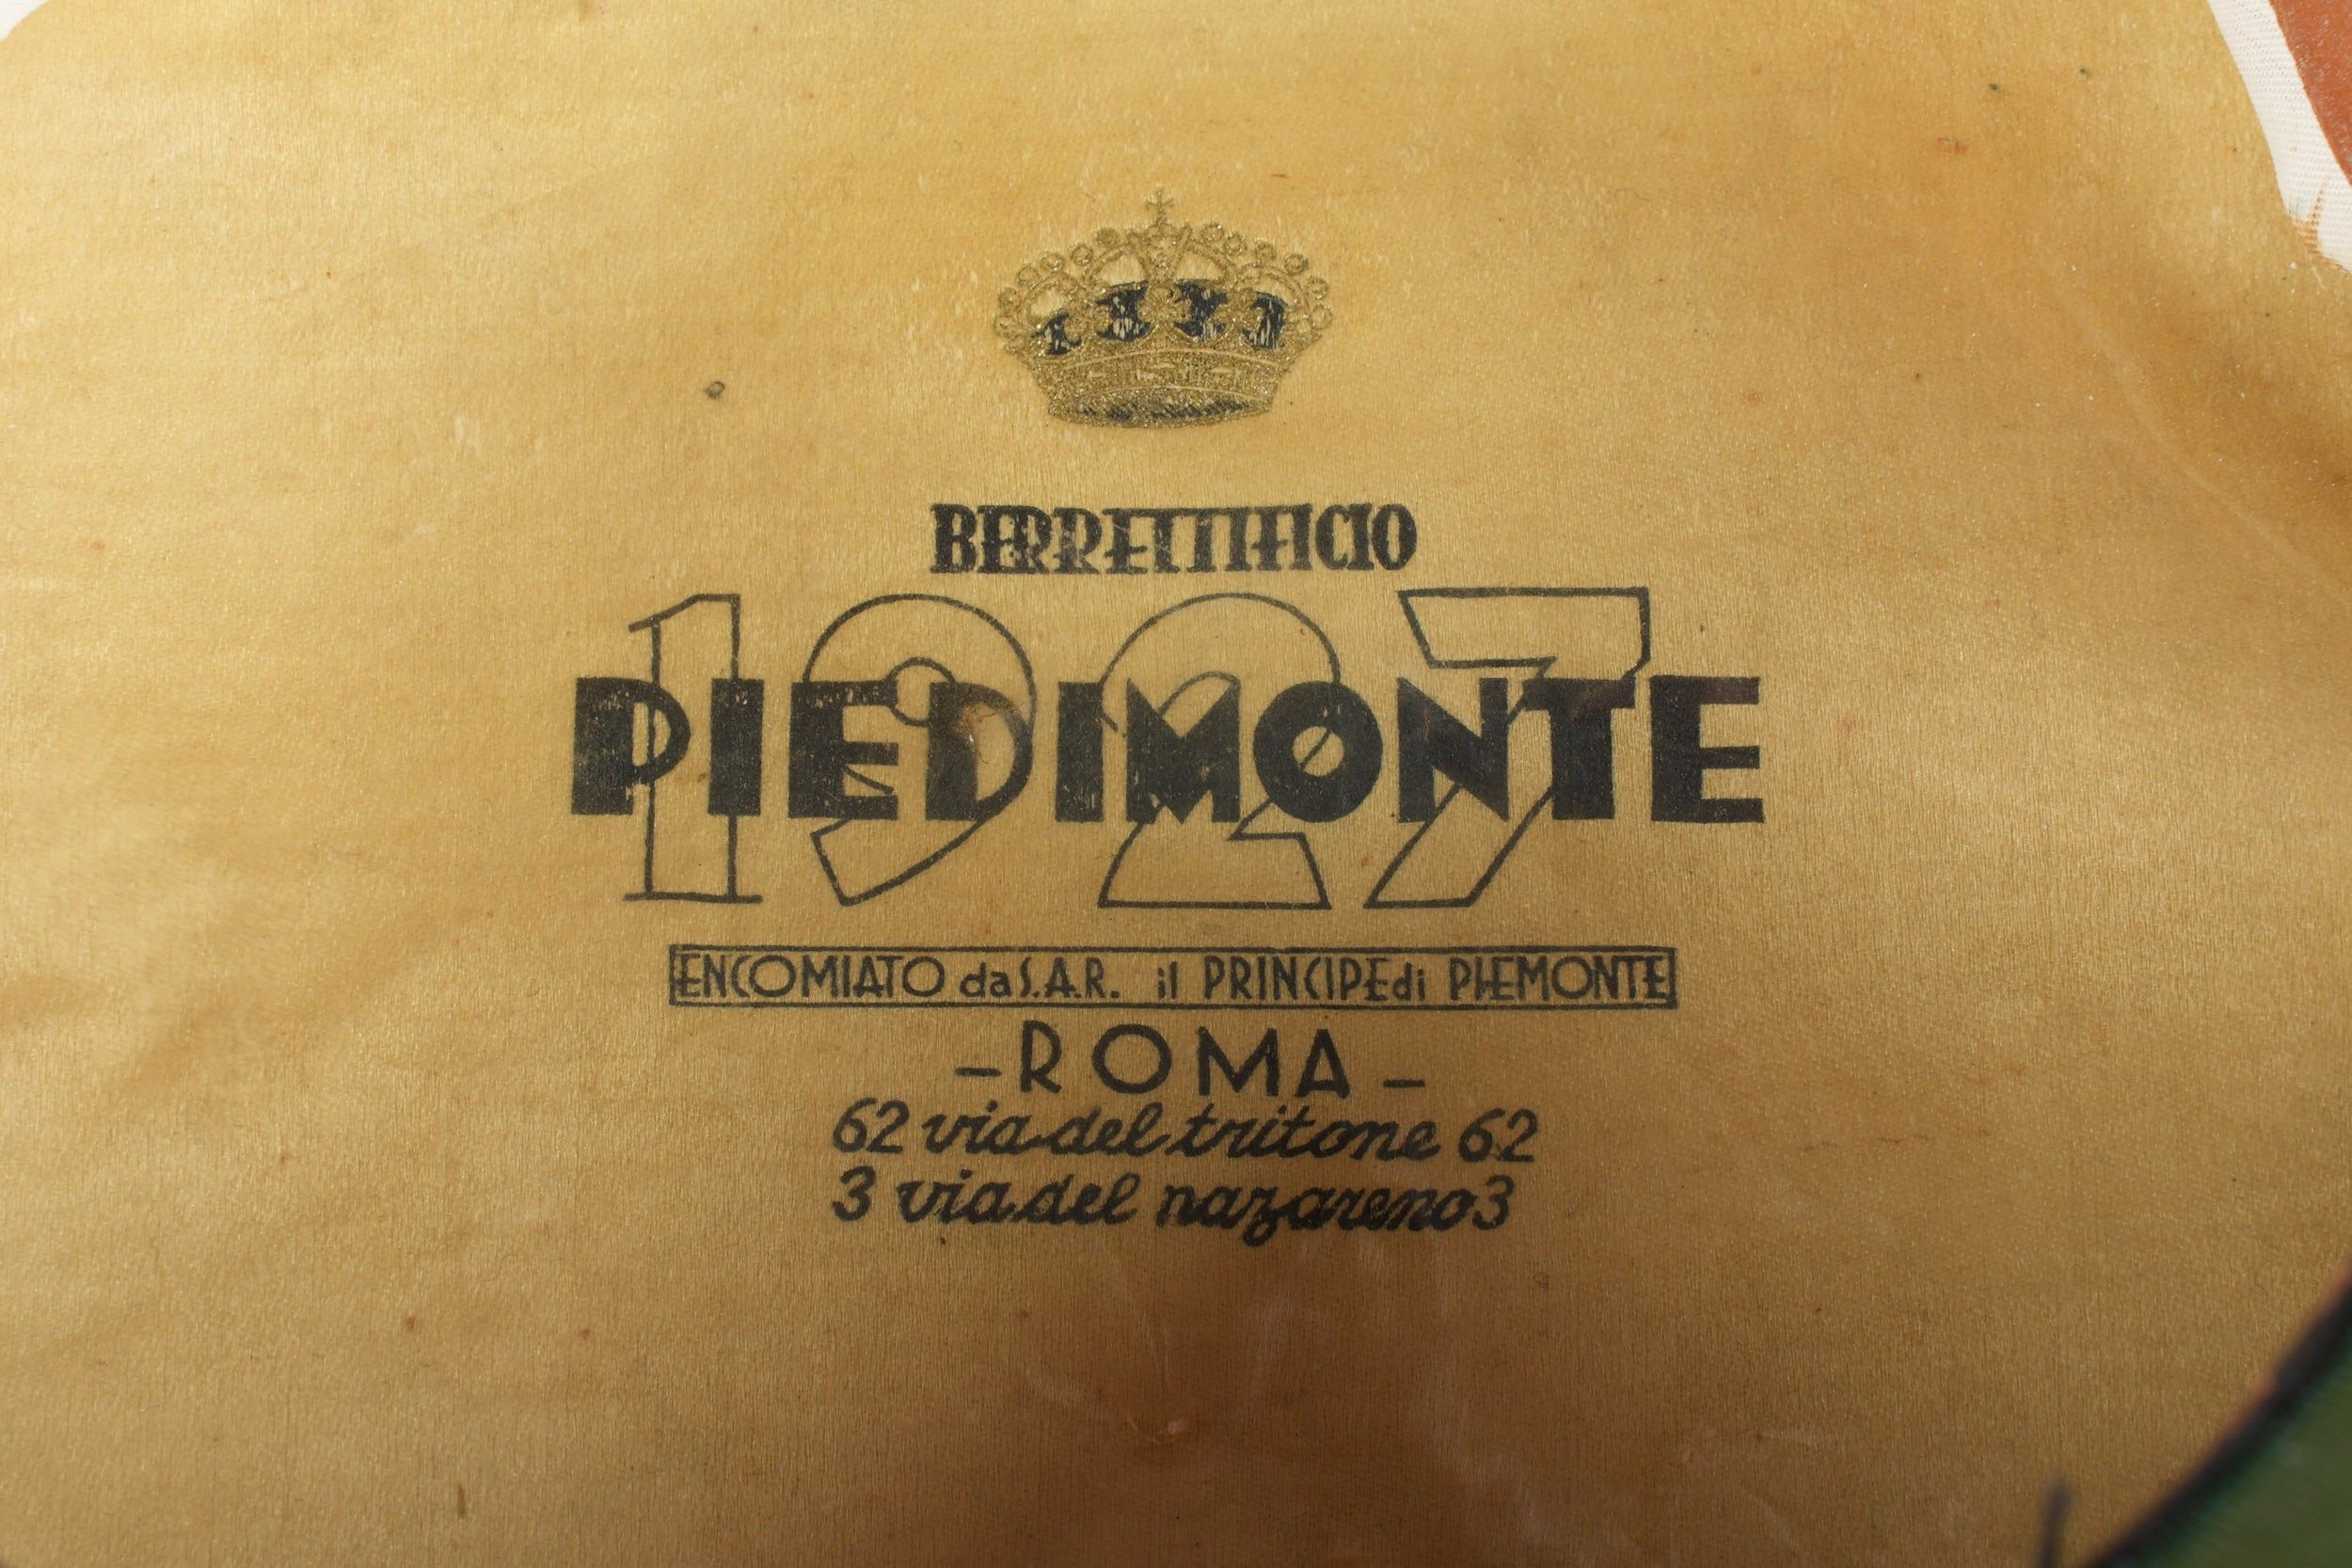 BERRETTIFICIO
1927
PIEDIMONTE
ENCOMIATO da S.A.R. il PRINCIPE di PIEMONTE
- ROMA -
62 via del tritone 62
3 via del nazareno 3